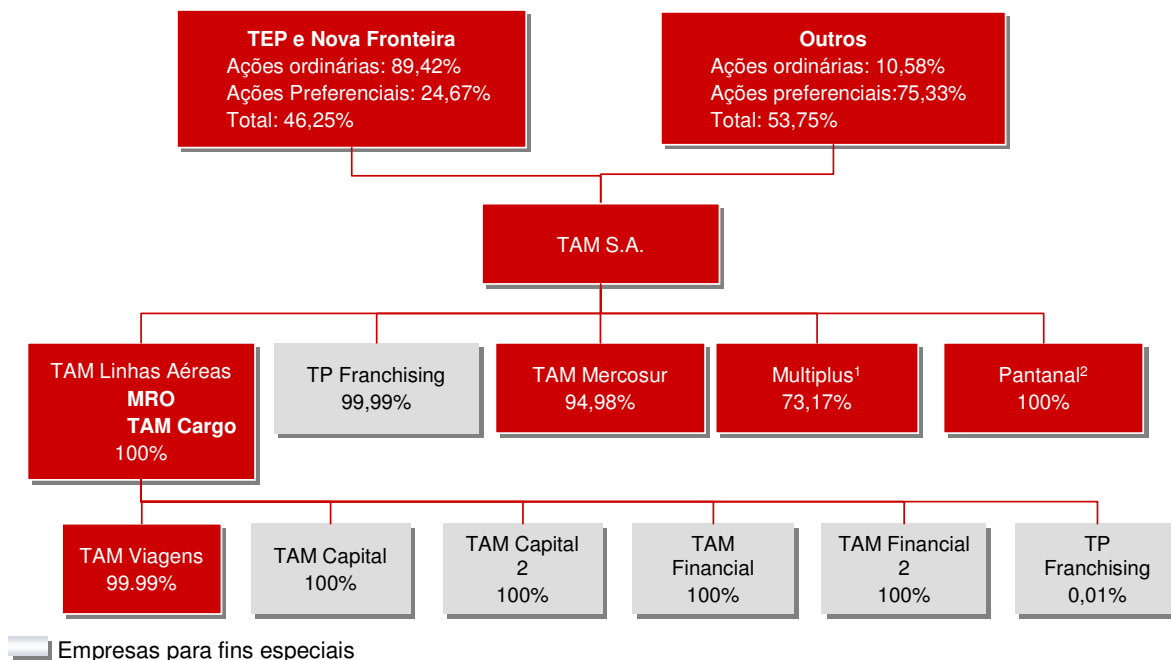 TEP e Nova Fronteira
Ações ordinárias: 89,42%
Ações Preferenciais: 24,67%
Total: 46,25%
Outros
Ações ordinárias: 10,58%
Ações preferenciais:75,33%
Total: 53,75%
TAM S.A.
TAM Linhas Aéreas
MRO
TAM Cargo
100%
TP Franchising
99,99%
TAM Mercosur
94,98%
Multiplus¹
73,17%
Pantanal²
100%
TAM Viagens
99.99%
TAM Capital
100%
TAM Capital
2
100%
TAM
Financial
100%
TAM Financial
2
100%
TP
Franchising
0,01%
Empresas para fins especiais